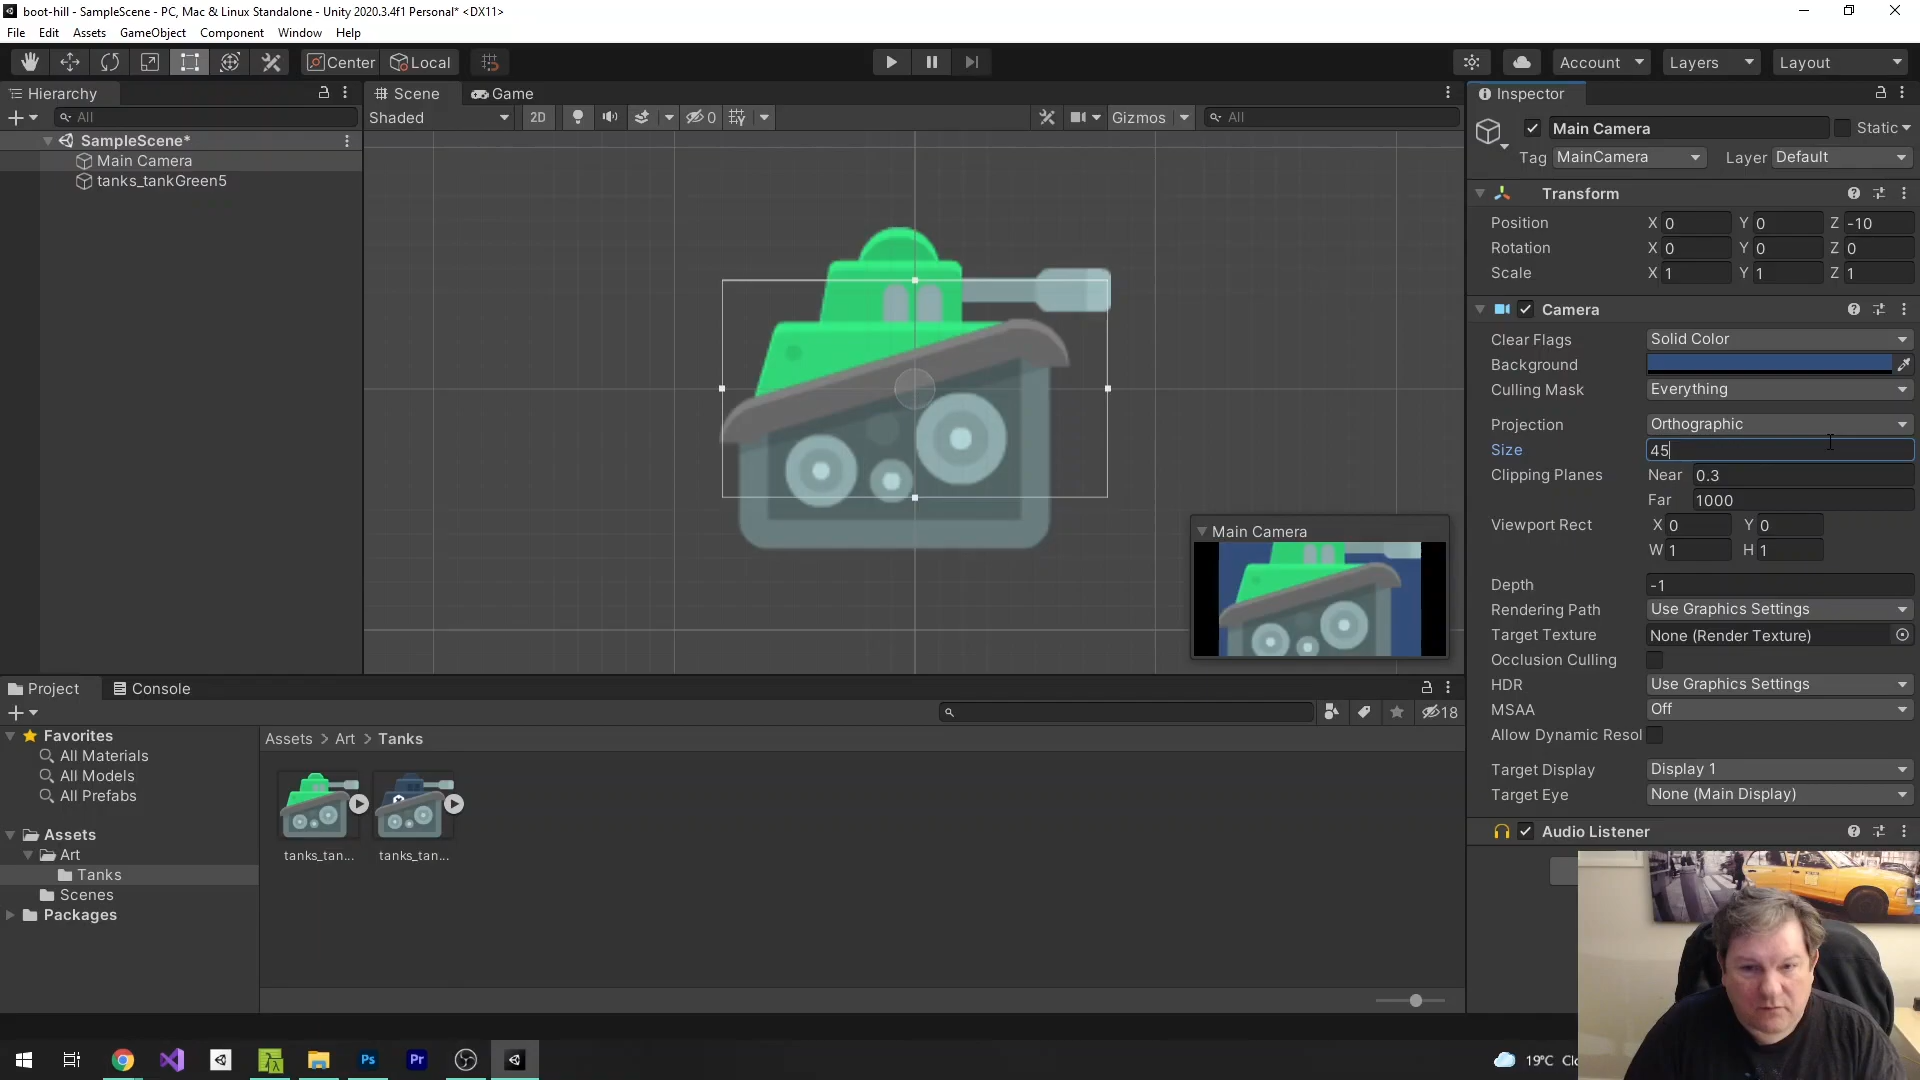 boot-hill - SampleScene - PC, Mac & Linux Standalone - Unity 2020.3.4f1 Personal* <DX11>
File Edit Assets GameObject Component Window Help
Center Local Account Layers Layout
Hierarchy
All
SampleScene*
Main Camera
tanks_tankGreen5
Scene Game
Shaded 2D 0 Gizmos All
Main Camera
Inspector
Main Camera Static
Tag MainCamera Layer Default
Transform
Position X 0 Y 0 Z -10
Rotation X 0 Y 0 Z 0
Scale X 1 Y 1 Z 1
Camera
Clear Flags Solid Color
Background
Culling Mask Everything
Projection Orthographic
Size 45
Clipping Planes Near 0.3
Far 1000
Viewport Rect X 0 Y 0
W 1 H 1
Depth -1
Rendering Path Use Graphics Settings
Target Texture None (Render Texture)
Occlusion Culling
HDR Use Graphics Settings
MSAA Off
Allow Dynamic Resol
Target Display Display 1
Target Eye None (Main Display)
Audio Listener
Project Console
18
Favorites
All Materials
All Models
All Prefabs
Assets
Art
Tanks
Scenes
Packages
Assets > Art > Tanks
tanks_tan... tanks_tan...
Ps Pr 19°C Clo